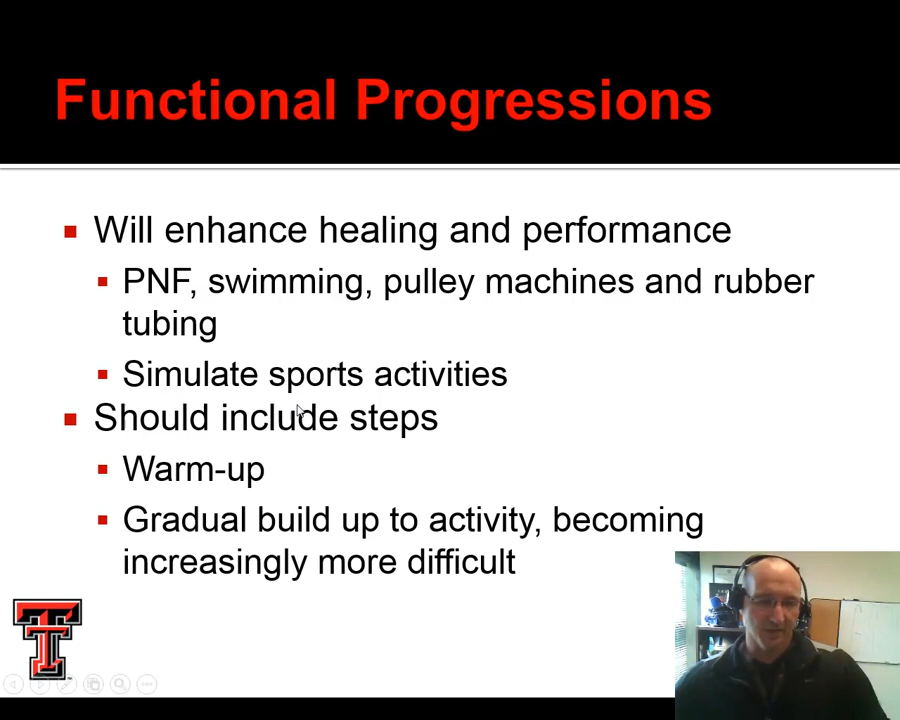 Functional Progressions
Will enhance healing and performance
PNF, swimming, pulley machines and rubber
tubing
Simulate sports activities
Should include steps
Warm-up
Gradual build up to activity, becoming
increasingly more difficult